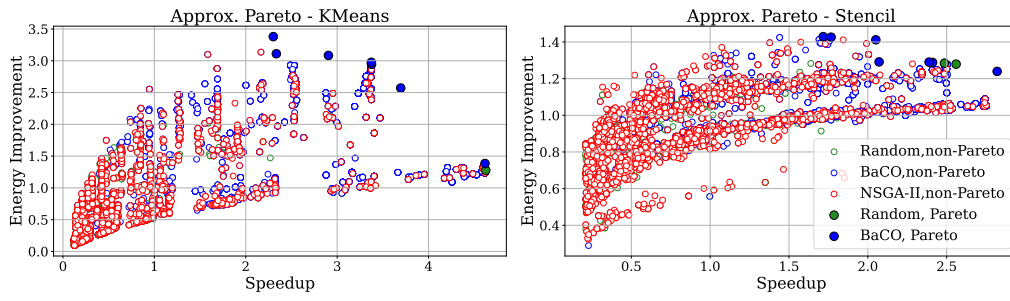 Approx. Pareto - KMeans
Energy Improvement
3.5
3.0
2.5
2.0
1.5
1.0
0.5
0.0
0
1
2
3
4
Speedup
Approx. Pareto - Stencil
Energy Improvement
1.4
1.2
1.0
0.8
0.6
0.4
0.5
1.0
1.5
2.0
2.5
Speedup
Random,non-Pareto
BaCO,non-Pareto
NSGA-II,non-Pareto
Random, Pareto
BaCO, Pareto